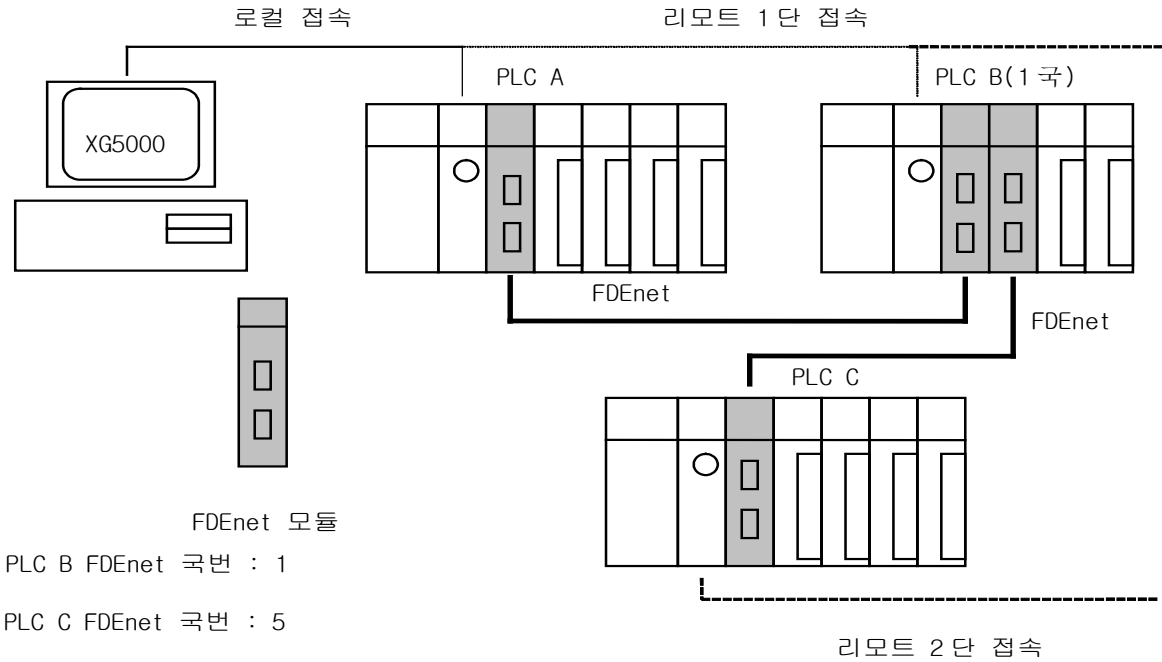 로컬 접속
리모트 1단 접속
PLC A
PLC B(1국)
XG5000
FDEnet
FDEnet
PLC C
FDEnet 모듈
PLC B FDEnet 국번 : 1
PLC C FDEnet 국번 : 5
리모트 2단 접속